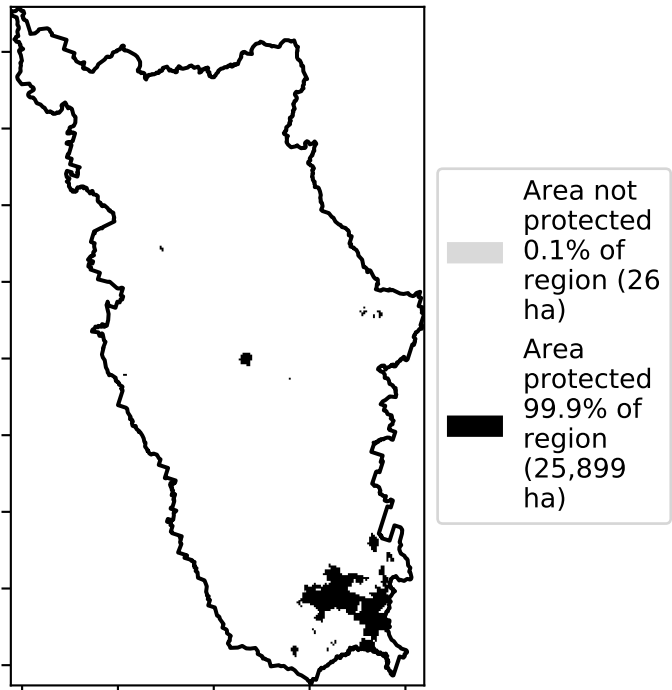 Area not
protected
0.1% of
region (26
ha)
Area
protected
99.9% of
region
(25,899
ha)